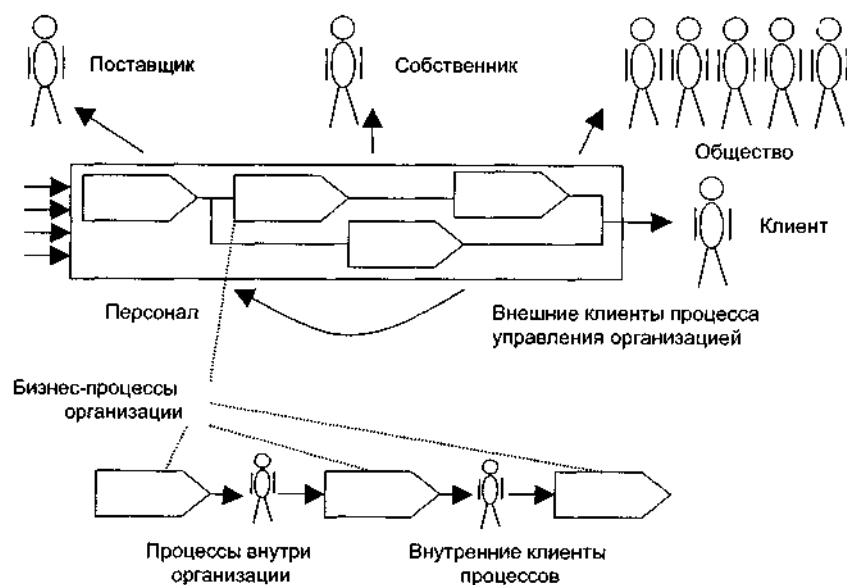 Поставщик
Собственник
Общество
Клиент
Персонал
Внешние клиенты процесса
управления организацией
Бизнес-процессы
организации
Процессы внутри
организации
Внутренние клиенты
процессов